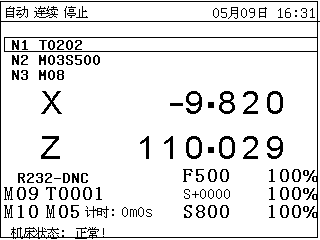 自动 连续 停止 05月09日 16:31
N1 T0202
N2 M03S500
N3 M08
X -9.820
Z 110.029
R232-DNC F500 100%
M09 T0001 S+0000 100%
M10 M05 计时: 0m0s S800 100%
机床状态: 正常!